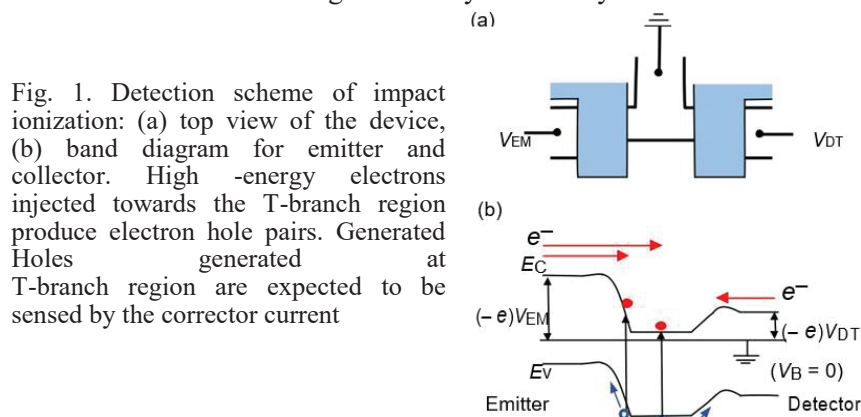 (a)
Fig. 1. Detection scheme of impact
ionization: (a) top view of the device,
(b) band diagram for emitter and
collector. High -energy electrons
injected towards the T-branch region
produce electron hole pairs. Generated
Holes generated at
T-branch region are expected to be
sensed by the corrector current
VEM
VDT
(b)
e−
EC
e−
(− e)VEM
(− e)VDT
EV
(VB = 0)
Emitter
Detector